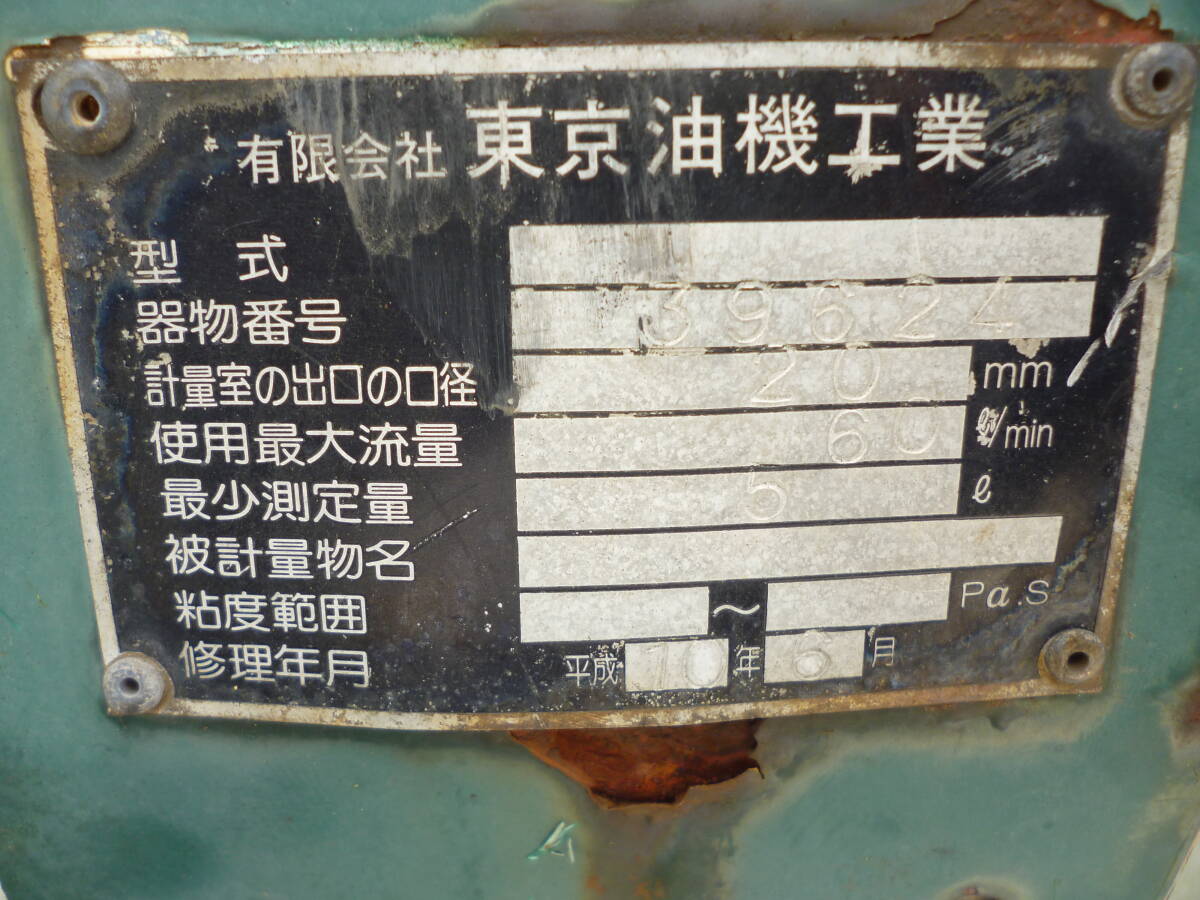 有限会社 東京油機工業
型式
器物番号 39624
計量室の出口の口径 20 mm
使用最大流量 60 /min
最少測定量 5 ℓ
被計量物名
粘度範囲 ～ Pa.S
修理年月 平成 10 年 6 月